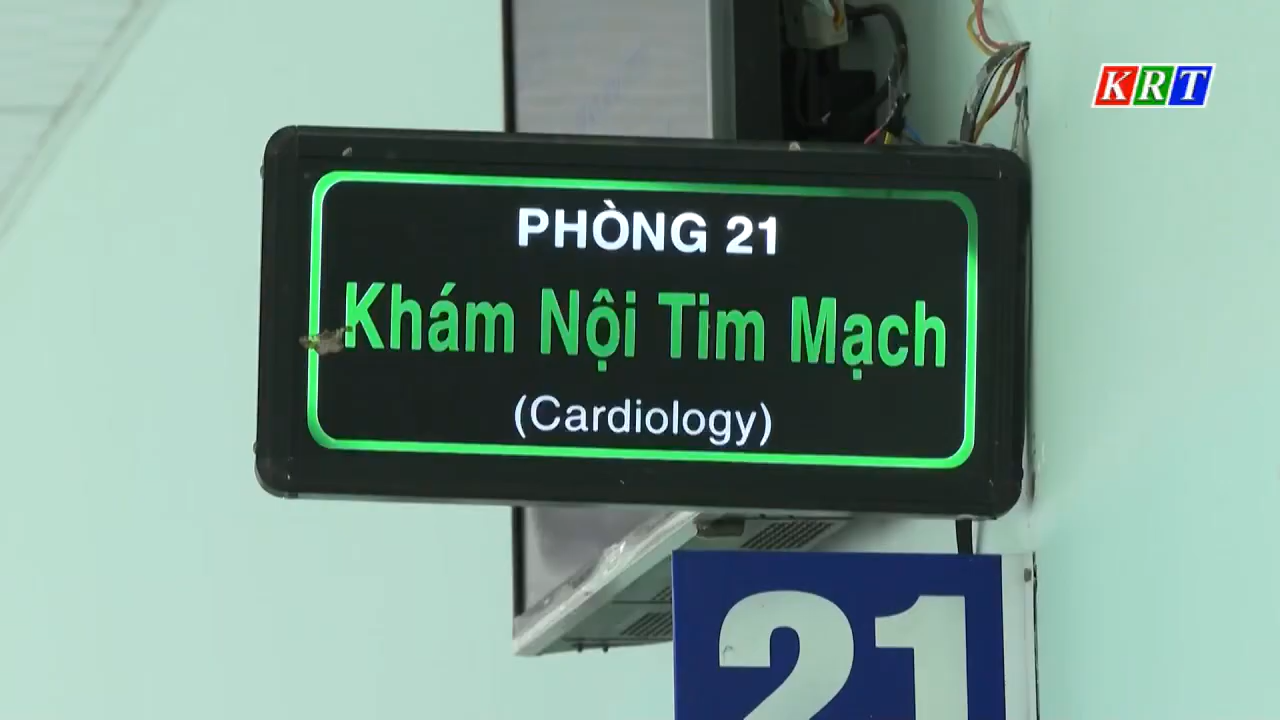 KRT
PHÒNG 21
Khám Nội Tim Mạch
(Cardiology)
21